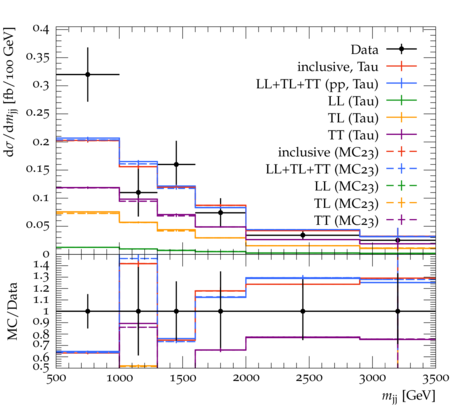 dσ/dm_jj [fb/100 GeV]
0.4
0.35
0.3
0.25
0.2
0.15
0.1
0.05
0
Data
inclusive, Tau
LL+TL+TT (pp, Tau)
LL (Tau)
TL (Tau)
TT (Tau)
inclusive (MC23)
LL+TL+TT (MC23)
LL (MC23)
TL (MC23)
TT (MC23)
MC/Data
1.4
1.3
1.2
1.1
1
0.9
0.8
0.7
0.6
0.5
500 1000 1500 2000 2500 3000 3500
m_jj [GeV]